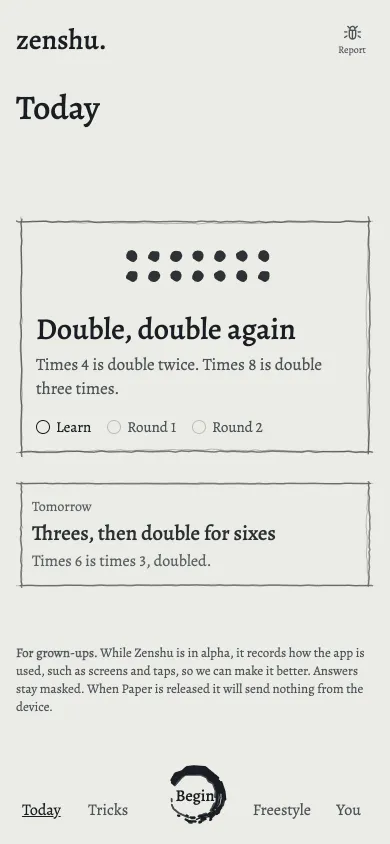 zenshu.
Report
Today
Double, double again
Times 4 is double twice. Times 8 is double
three times.
Learn
Round 1
Round 2
Tomorrow
Threes, then double for sixes
Times 6 is times 3, doubled.
For grown-ups. While Zenshu is in alpha, it records how the app is
used, such as screens and taps, so we can make it better. Answers
stay masked. When Paper is released it will send nothing from the
device.
Today
Tricks
Begin
Freestyle
You